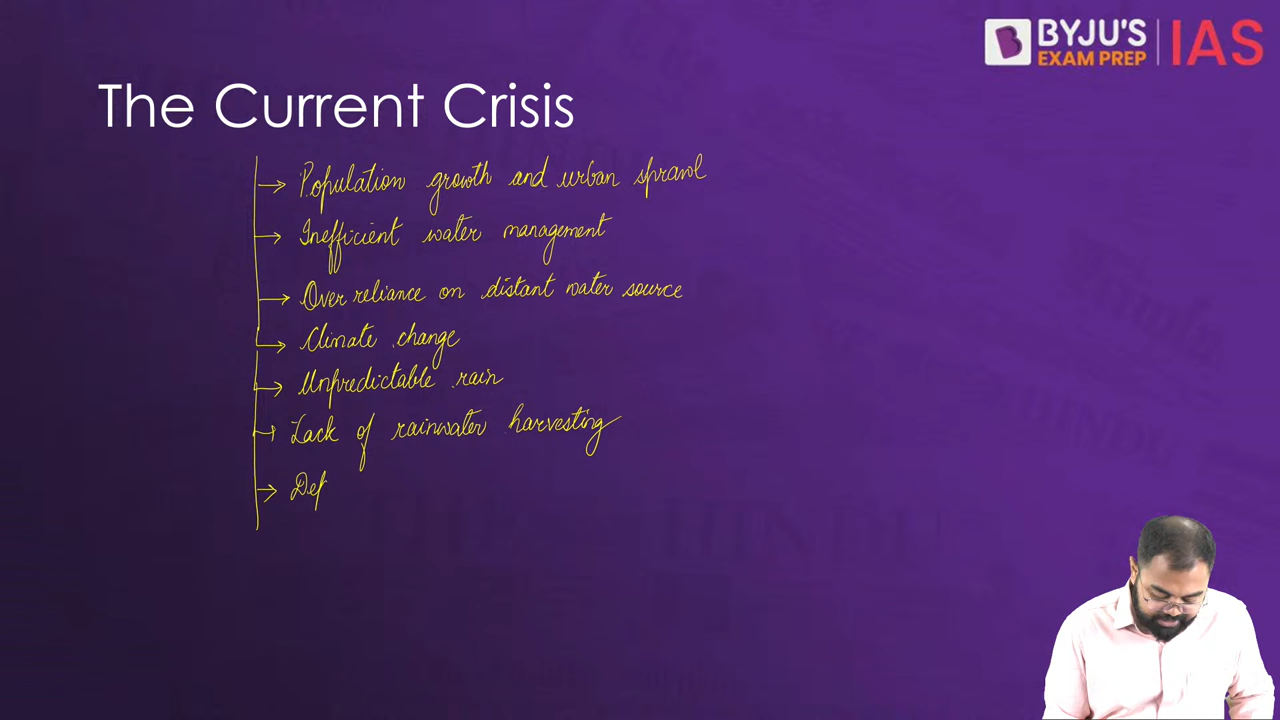 BYJU'S
EXAM PREP
IAS
The Current Crisis
Population growth and urban sprawl
Inefficient water management
Over reliance on distant water source
Climate change
Unpredictable rain
Lack of rainwater harvesting
Dep